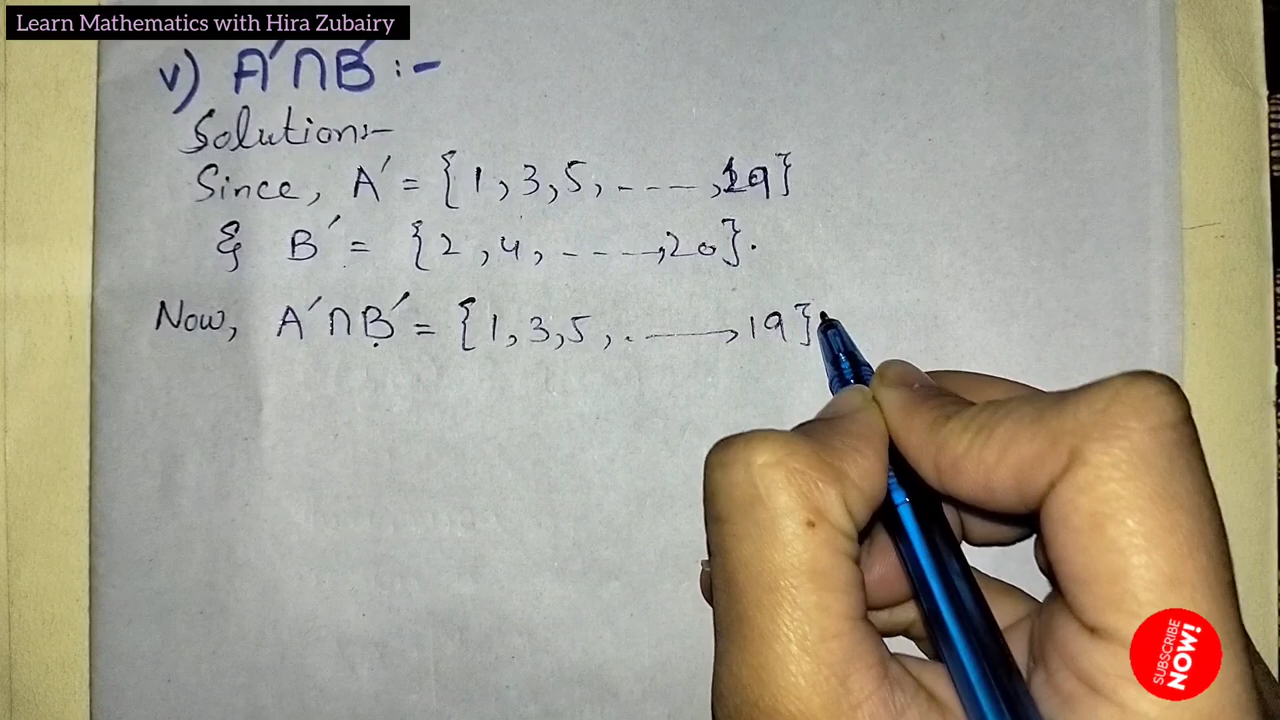 Learn Mathematics with Hira Zubairy
v) A′∩B′:-
Solution:-
Since, A′ = {1, 3, 5, ----, 19}
& B′ = {2, 4, ----, 20}.
Now, A′∩B′ = {1, 3, 5, .——, 19}
SUBSCRIBE
NOW!